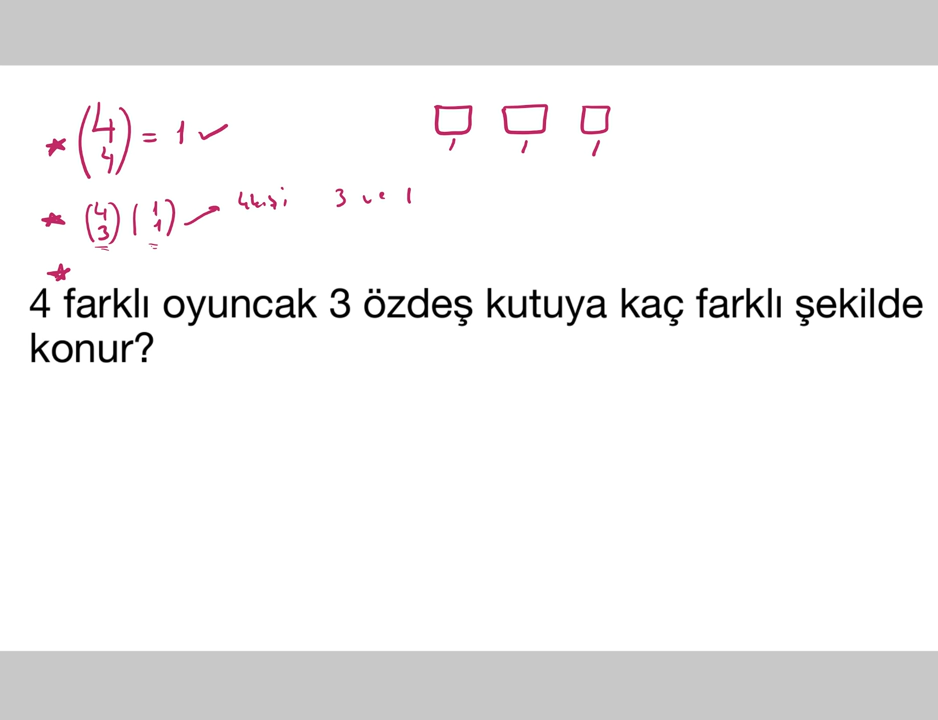 * (4 4) = 1 ✓
* (4 3) (1 1) → 4kişi 3 ve 1
*
4 farklı oyuncak 3 özdeş kutuya kaç farklı şekilde
konur?